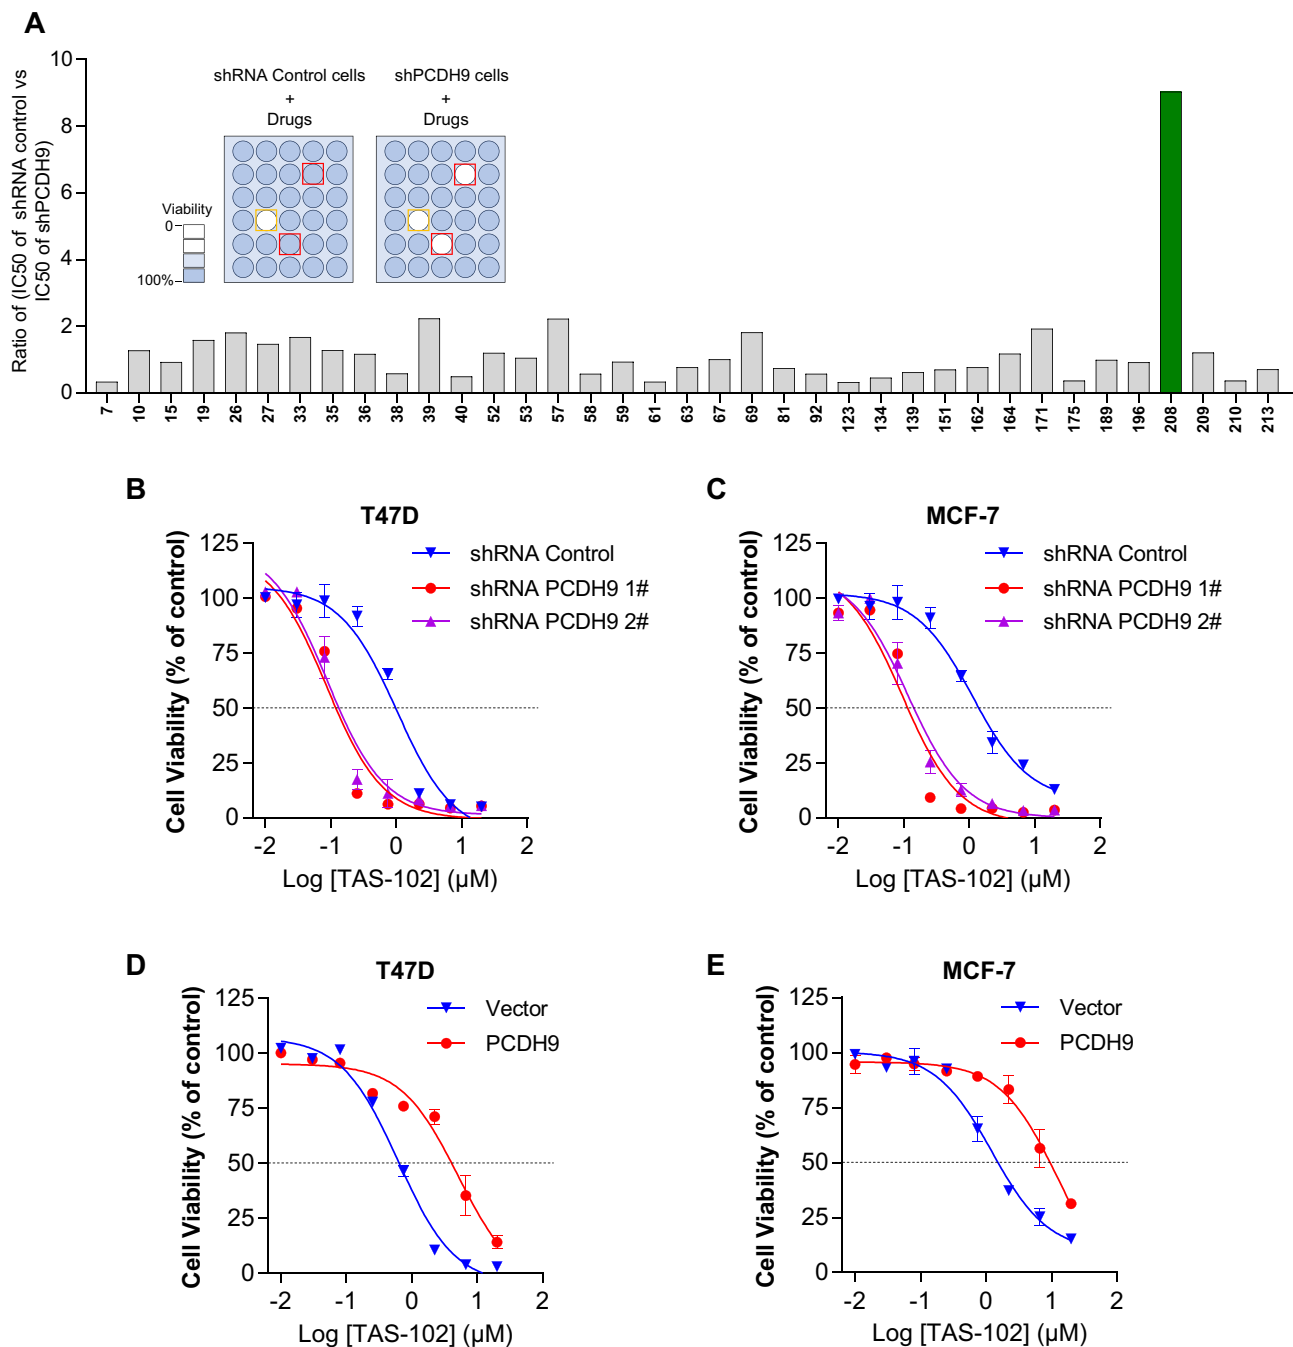 A
Ratio of (IC50 of shRNA control vs
IC50 of shPCDH9)
10
8
6
4
2
0
shRNA Control cells
+
Drugs
shPCDH9 cells
+
Drugs
Viability
0
100%
7 10 15 19 26 27 33 35 36 38 39 40 52 53 57 58 59 61 63 67 69 81 92 123 134 139 151 162 164 171 175 189 196 208 209 210 213
B
T47D
Cell Viability (% of control)
125
100
75
50
25
0
shRNA Control
shRNA PCDH9 1#
shRNA PCDH9 2#
-2 -1 0 1 2
Log [TAS-102] (µM)
C
MCF-7
Cell Viability (% of control)
125
100
75
50
25
0
shRNA Control
shRNA PCDH9 1#
shRNA PCDH9 2#
-2 -1 0 1 2
Log [TAS-102] (µM)
D
T47D
Cell Viability (% of control)
125
100
75
50
25
0
Vector
PCDH9
-2 -1 0 1 2
Log [TAS-102] (µM)
E
MCF-7
Cell Viability (% of control)
125
100
75
50
25
0
Vector
PCDH9
-2 -1 0 1 2
Log [TAS-102] (µM)